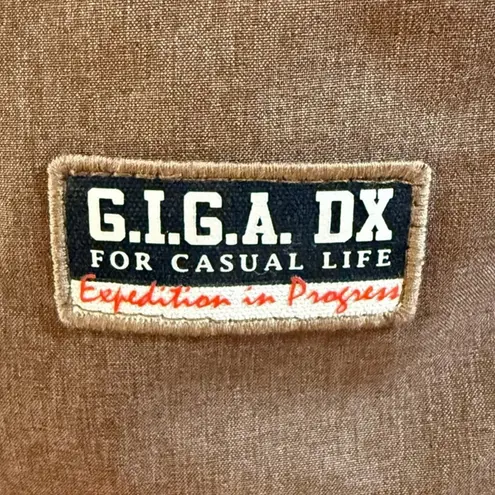 G.I.G.A. DX
FOR CASUAL LIFE
Expedition in Progress